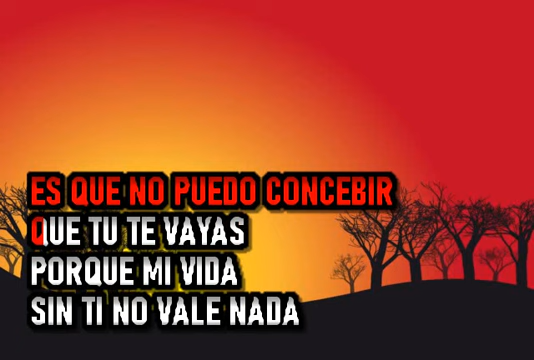 ES QUE NO PUEDO CONCEBIR
QUE TU TE VAYAS
PORQUE MI VIDA
SIN TI NO VALE NADA